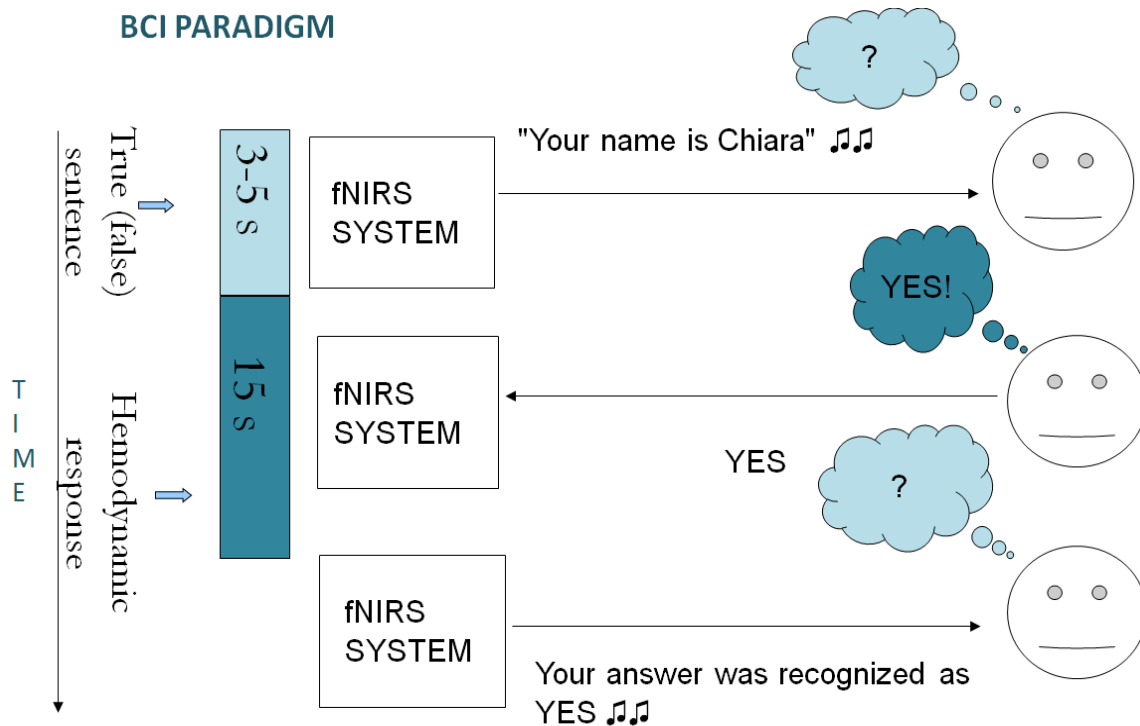 BCI PARADIGM
?
True (false)
sentence
3-5 s
fNIRS
SYSTEM
"Your name is Chiara" ♫♫
YES!
TIME
Hemodynamic
response
15 s
fNIRS
SYSTEM
YES
?
fNIRS
SYSTEM
Your answer was recognized as
YES ♫♫